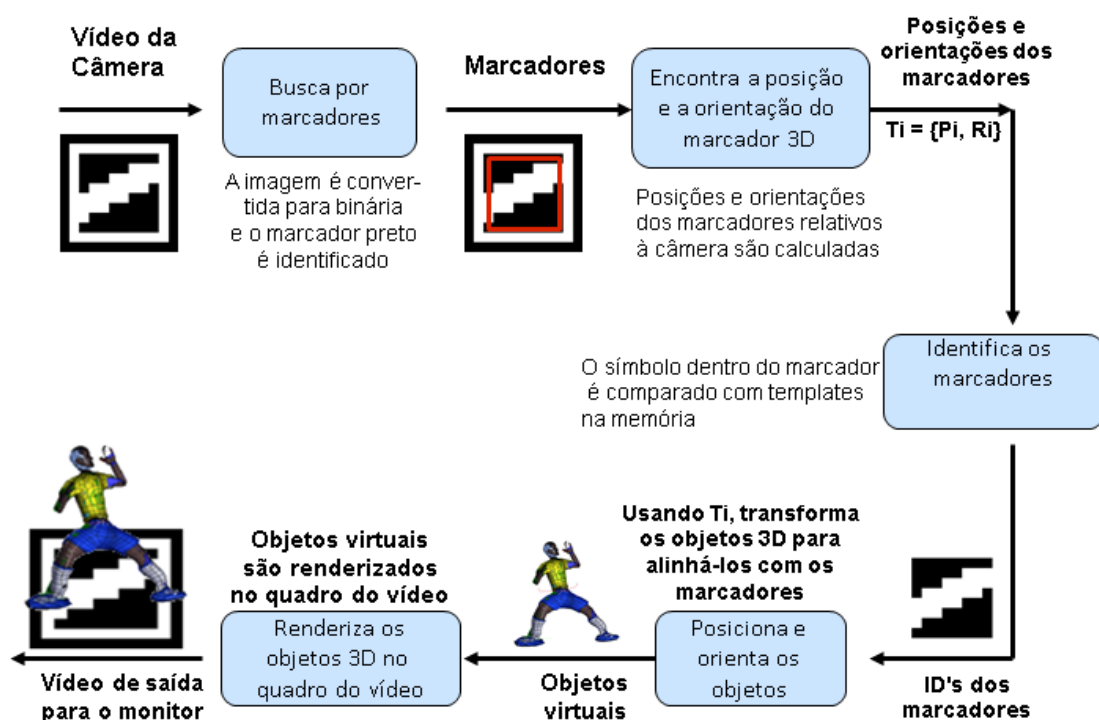 Vídeo da
Câmera
Busca por
marcadores
A imagem é conver-
tida para binária
e o marcador preto
é identificado
Marcadores
Encontra a posição
e a orientação do
marcador 3D
Posições e orientações
dos marcadores relativos
à câmera são calculadas
Posições e
orientações dos
marcadores
Ti = {Pi, Ri}
Identifica os
marcadores
O símbolo dentro do marcador
é comparado com templates
na memória
ID's dos
marcadores
Usando Ti, transforma
os objetos 3D para
alinhá-los com os
marcadores
Posiciona e
orienta os
objetos
Objetos
virtuais
Objetos virtuais
são renderizados
no quadro do vídeo
Renderiza os
objetos 3D no
quadro do vídeo
Vídeo de saída
para o monitor